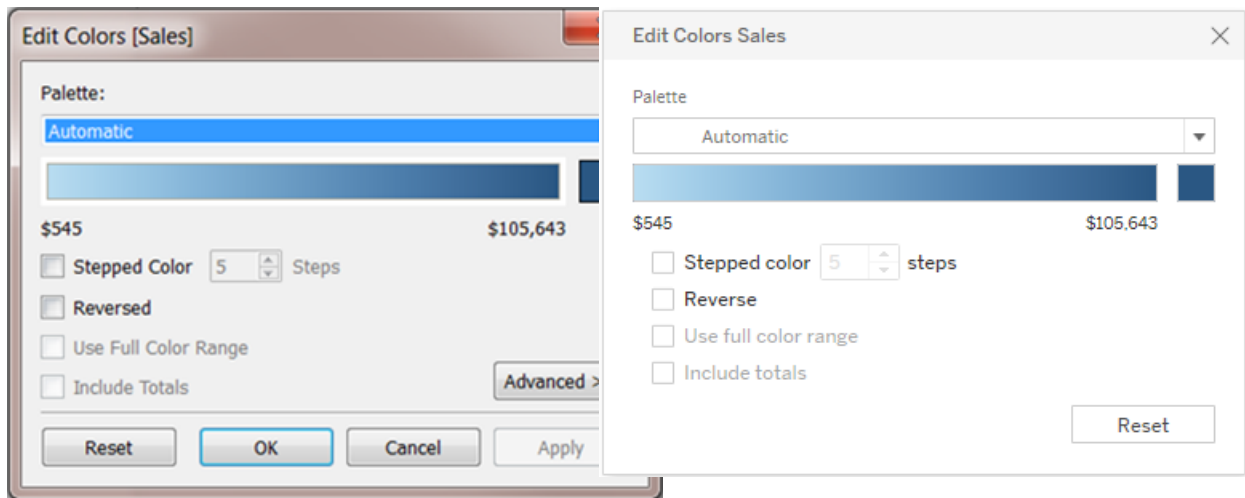 Edit Colors [Sales]
Palette:
Automatic
$545 $105,643
Stepped Color 5 Steps
Reversed
Use Full Color Range
Include Totals
Advanced >
Reset OK Cancel Apply
Edit Colors Sales
Palette
Automatic
$545 $105,643
Stepped color 5 steps
Reverse
Use full color range
Include totals
Reset